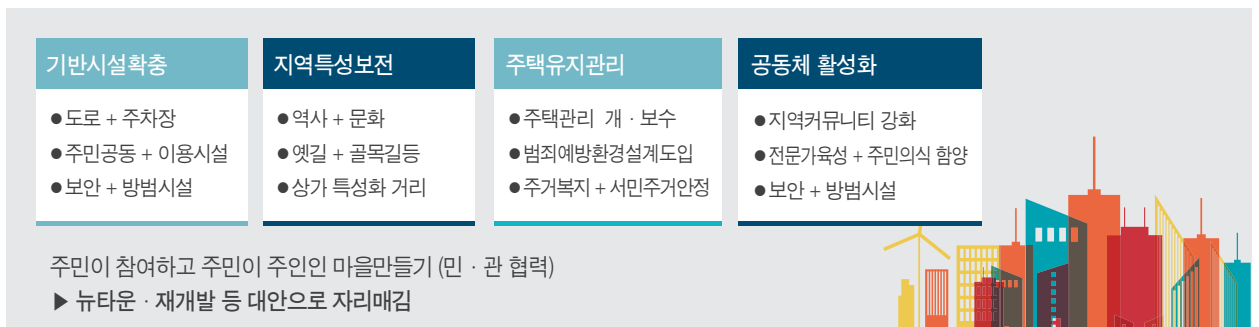 기반시설확충
●도로 + 주차장
●주민공동 + 이용시설
●보안 + 방범시설
지역특성보전
●역사 + 문화
●옛길 + 골목길등
●상가 특성화 거리
주택유지관리
●주택관리 개 · 보수
●범죄예방환경설계도입
●주거복지 + 서민주거안정
공동체 활성화
●지역커뮤니티 강화
●전문가육성 + 주민의식 함양
●보안 + 방범시설
주민이 참여하고 주민이 주인인 마을만들기 (민 · 관 협력)
▶ 뉴타운 · 재개발 등 대안으로 자리매김